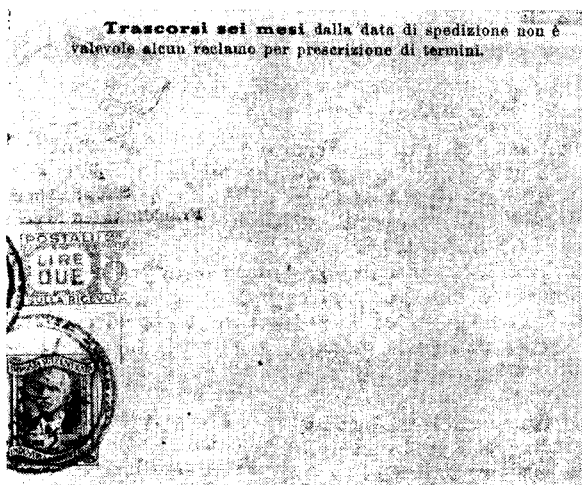 Trascorsi sei mesi dalla data di spedizione non è
valevole alcun reclamo per prescrizione di termini.
POSTALI
LIRE
DUE
SULLA RICEVUTA